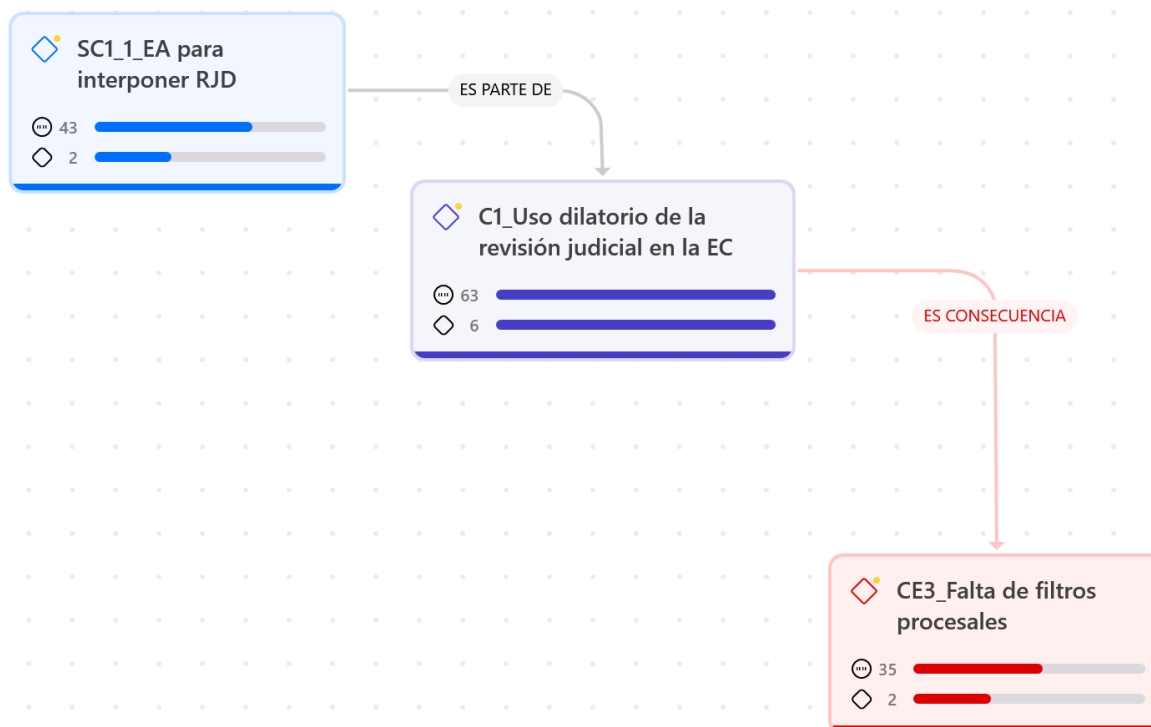 SC1_1_EA para
interponer RJD
43
2
ES PARTE DE
C1_Uso dilatorio de la
revisión judicial en la EC
63
6
ES CONSECUENCIA
CE3_Falta de filtros
procesales
35
2